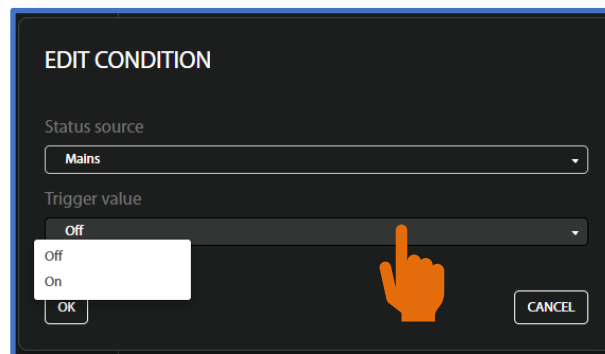 EDIT CONDITION
Status source
Mains
Trigger value
Off
Off
On
OK
CANCEL